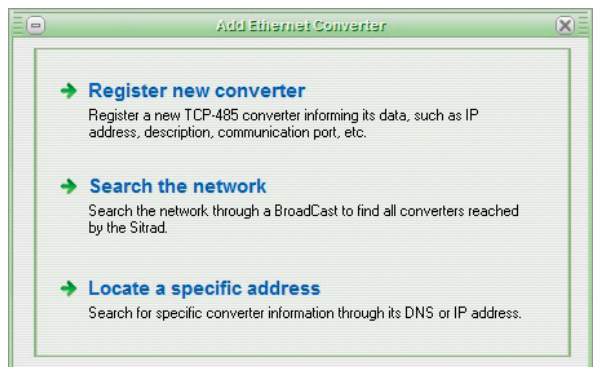 Add Ethernet Converter
Register new converter
Register a new TCP-485 converter informing its data, such as IP
address, description, communication port, etc.
Search the network
Search the network through a BroadCast to find all converters reached
by the Sitrad.
Locate a specific address
Search for specific converter information through its DNS or IP address.